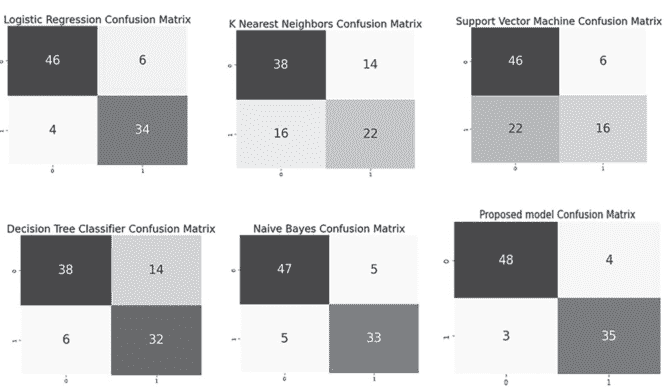 Logistic Regression Confusion Matrix
0 46 6
1 4 34
0 1
K Nearest Neighbors Confusion Matrix
0 38 14
1 16 22
0 1
Support Vector Machine Confusion Matrix
0 46 6
1 22 16
0 1
Decision Tree Classifier Confusion Matrix
0 38 14
1 6 32
0 1
Naive Bayes Confusion Matrix
0 47 5
1 5 33
0 1
Proposed model Confusion Matrix
0 48 4
1 3 35
0 1